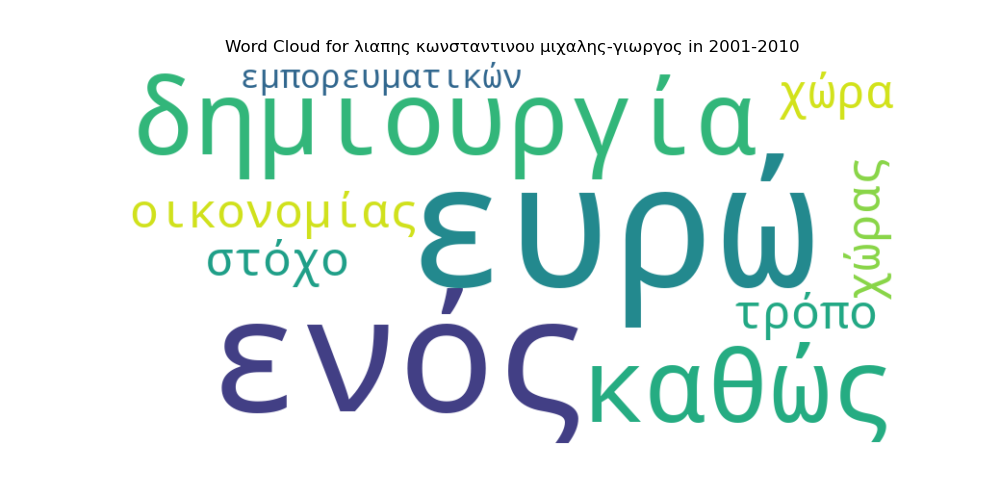 Word Cloud for λιαπης κωνσταντινου μιχαλης-γιωργος in 2001-2010
εμπορευματικών
χώρα
δημιουργία
οικονομίας
ευρώ
χώρας
στόχο
τρόπο
ενός
καθώς